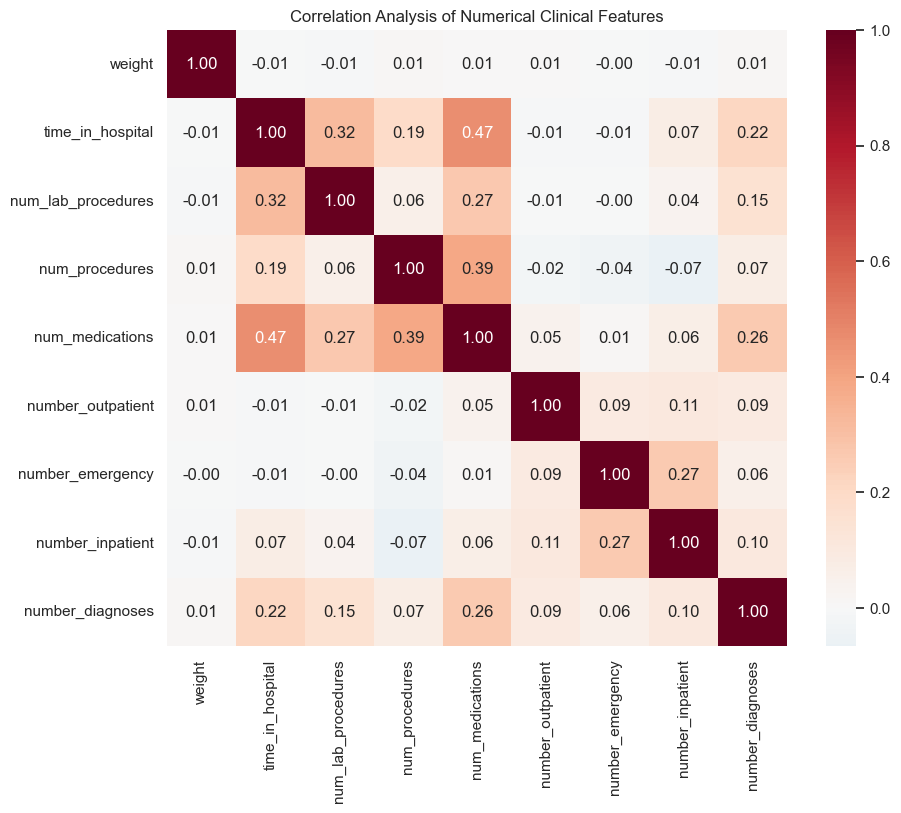 Correlation Analysis of Numerical Clinical Features
weight 1.00 -0.01 -0.01 0.01 0.01 0.01 -0.00 -0.01 0.01
time_in_hospital -0.01 1.00 0.32 0.19 0.47 -0.01 -0.01 0.07 0.22
num_lab_procedures -0.01 0.32 1.00 0.06 0.27 -0.01 -0.00 0.04 0.15
num_procedures 0.01 0.19 0.06 1.00 0.39 -0.02 -0.04 -0.07 0.07
num_medications 0.01 0.47 0.27 0.39 1.00 0.05 0.01 0.06 0.26
number_outpatient 0.01 -0.01 -0.01 -0.02 0.05 1.00 0.09 0.11 0.09
number_emergency -0.00 -0.01 -0.00 -0.04 0.01 0.09 1.00 0.27 0.06
number_inpatient -0.01 0.07 0.04 -0.07 0.06 0.11 0.27 1.00 0.10
number_diagnoses 0.01 0.22 0.15 0.07 0.26 0.09 0.06 0.10 1.00
weight
time_in_hospital
num_lab_procedures
num_procedures
num_medications
number_outpatient
number_emergency
number_inpatient
number_diagnoses
1.0
0.8
0.6
0.4
0.2
0.0